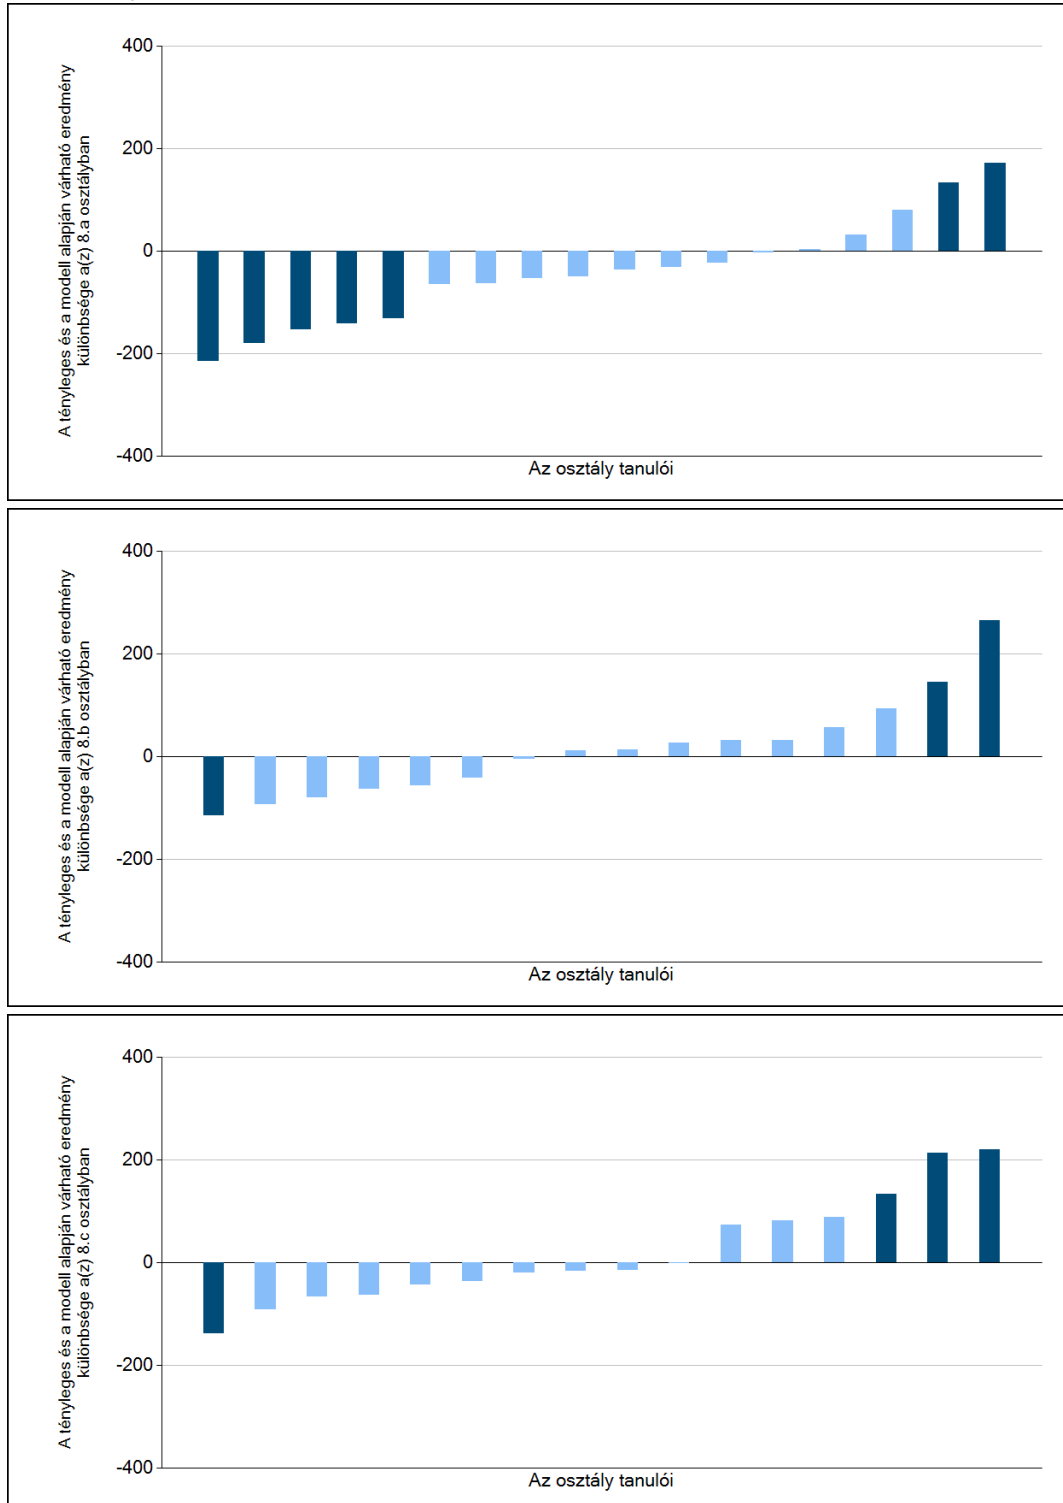 A tényleges és a modell alapján várható eredmény
különbsége a(z) 8.a osztályban
400
200
0
-200
-400
Az osztály tanulói
A tényleges és a modell alapján várható eredmény
különbsége a(z) 8.b osztályban
400
200
0
-200
-400
Az osztály tanulói
A tényleges és a modell alapján várható eredmény
különbsége a(z) 8.c osztályban
400
200
0
-200
-400
Az osztály tanulói